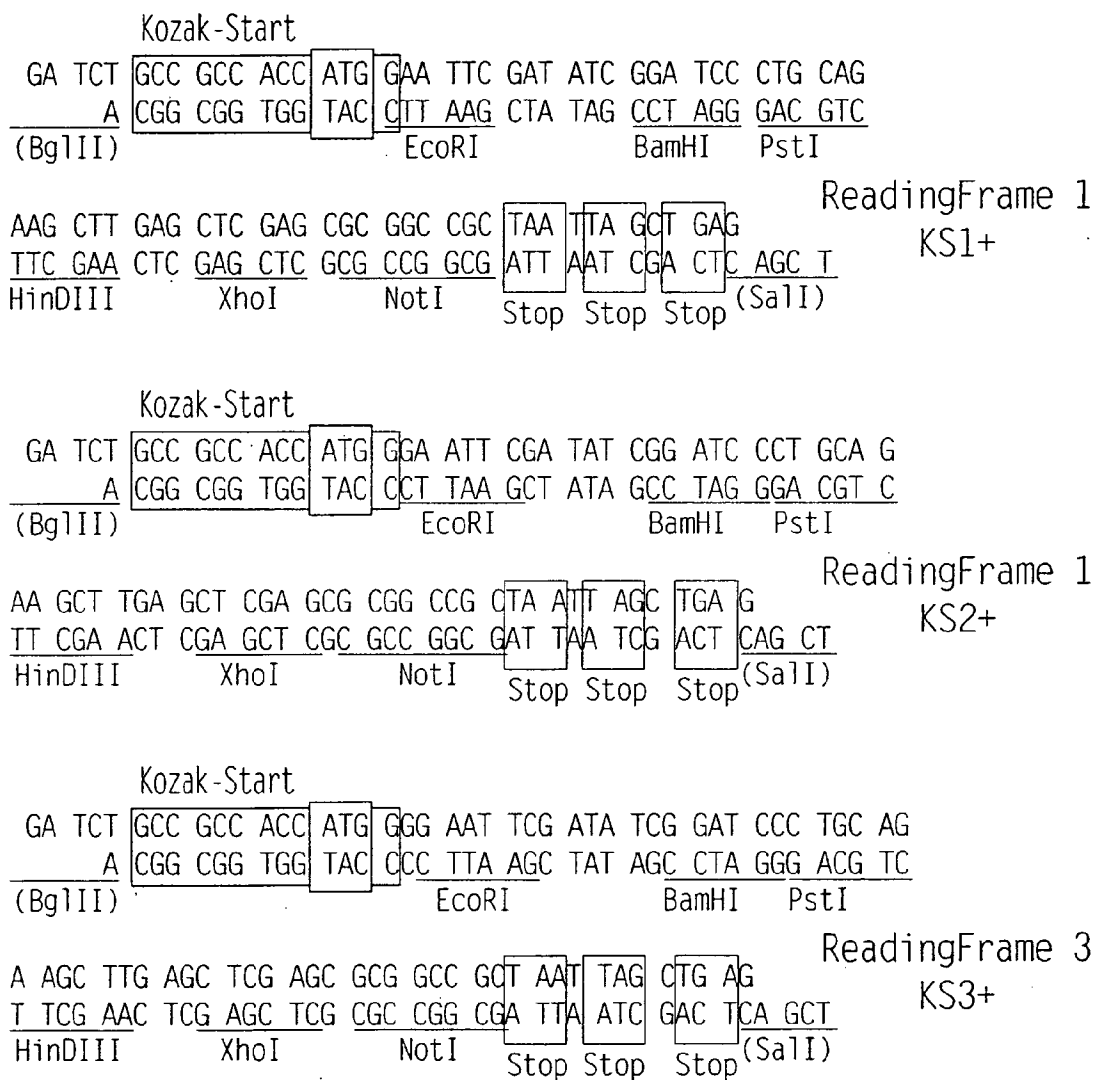 Kozak-Start
GA TCT GCC GCC ACC ATG GAA TTC GAT ATC GGA TCC CTG CAG
A CGG CGG TGG TAC CTT AAG CTA TAG CCT AGG GAC GTC
(BglII) EcoRI BamHI PstI
ReadingFrame 1
KS1+
AAG CTT GAG CTC GAG CGC GGC CGC TAA TTAG CT GAG
TTC GAA CTC GAG CTC GCG CCG GCG ATT AAT CGA CTC AGC T
HinDIII XhoI NotI Stop Stop Stop (SalI)
Kozak-Start
GA TCT GCC GCC ACC ATG GGA ATT CGA TAT CGG ATC CCT GCA G
A CGG CGG TGG TAC CCT TAA GCT ATA GCC TAG GGA CGT C
(BglII) EcoRI BamHI PstI
ReadingFrame 1
KS2+
AA GCT TGA GCT CGA GCG CGG CCG CTA ATT AGC TGA G
TT CGA ACT CGA GCT CGC GCC GGC GAT TAA TCG ACT CAG CT
HinDIII XhoI NotI Stop Stop Stop (SalI)
Kozak-Start
GA TCT GCC GCC ACC ATG GGG AAT TCG ATA TCG GAT CCC TGC AG
A CGG CGG TGG TAC CCC TTA AGC TAT AGC CTA GGG ACG TC
(BglII) EcoRI BamHI PstI
ReadingFrame 3
KS3+
A AGC TTG AGC TCG AGC GCG GCC GCT AAT TAG CTG AG
T TCG AAC TCG AGC TCG CGC CGG CGA TTA ATC GAC TCA GCT
HinDIII XhoI NotI Stop Stop Stop (SalI)